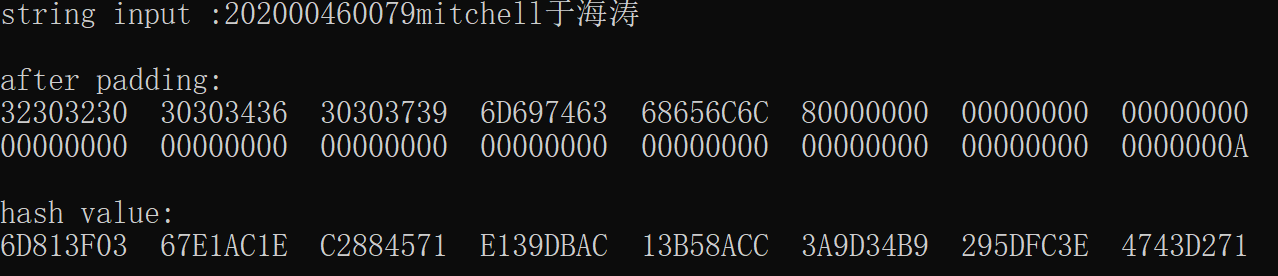 string input :202000460079mitchell于海涛
after padding:
32303230 30303436 30303739 6D697463 68656C6C 80000000 00000000 00000000
00000000 00000000 00000000 00000000 00000000 00000000 00000000 0000000A
hash value:
6D813F03 67E1AC1E C2884571 E139DBAC 13B58ACC 3A9D34B9 295DFC3E 4743D271